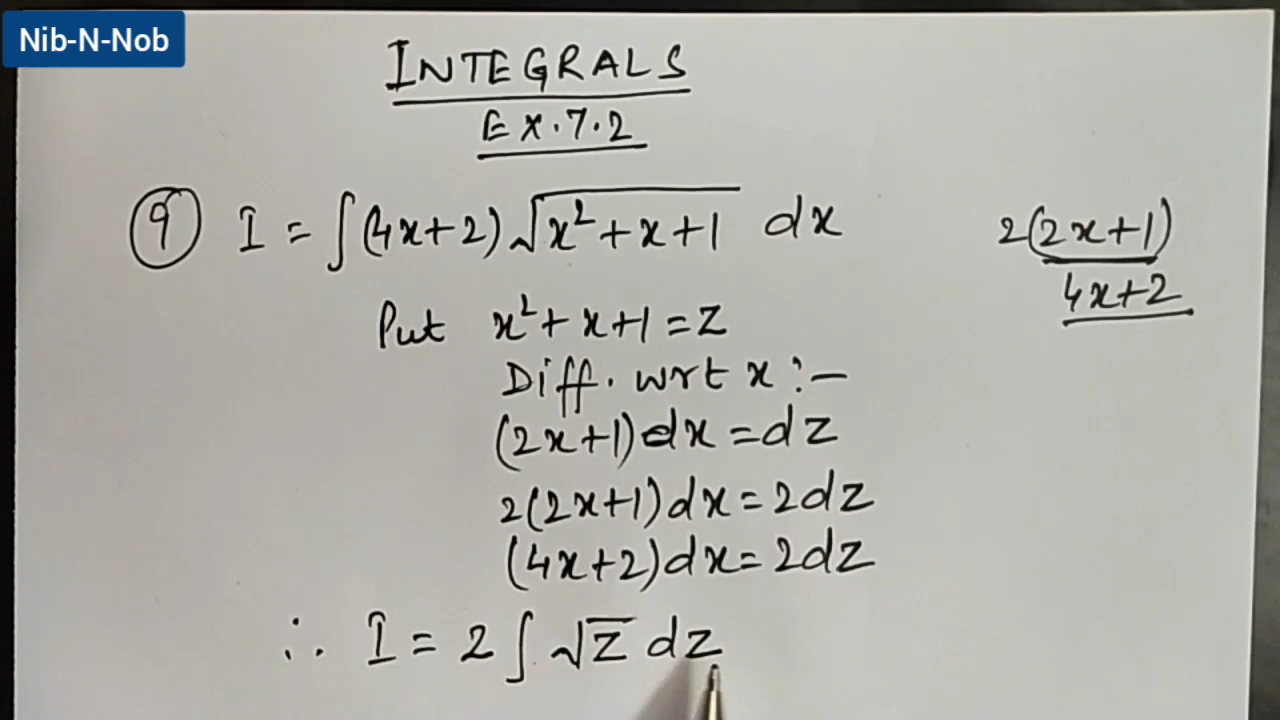 Nib-N-Nob
INTEGRALS
Ex.7.2
9 I = ∫(4x+2)√(x²+x+1) dx
2(2x+1)
4x+2
Put x²+x+1 = z
Diff. wrt x :-
(2x+1)dx = dz
2(2x+1)dx = 2dz
(4x+2)dx = 2dz
∴ I = 2∫√z dz